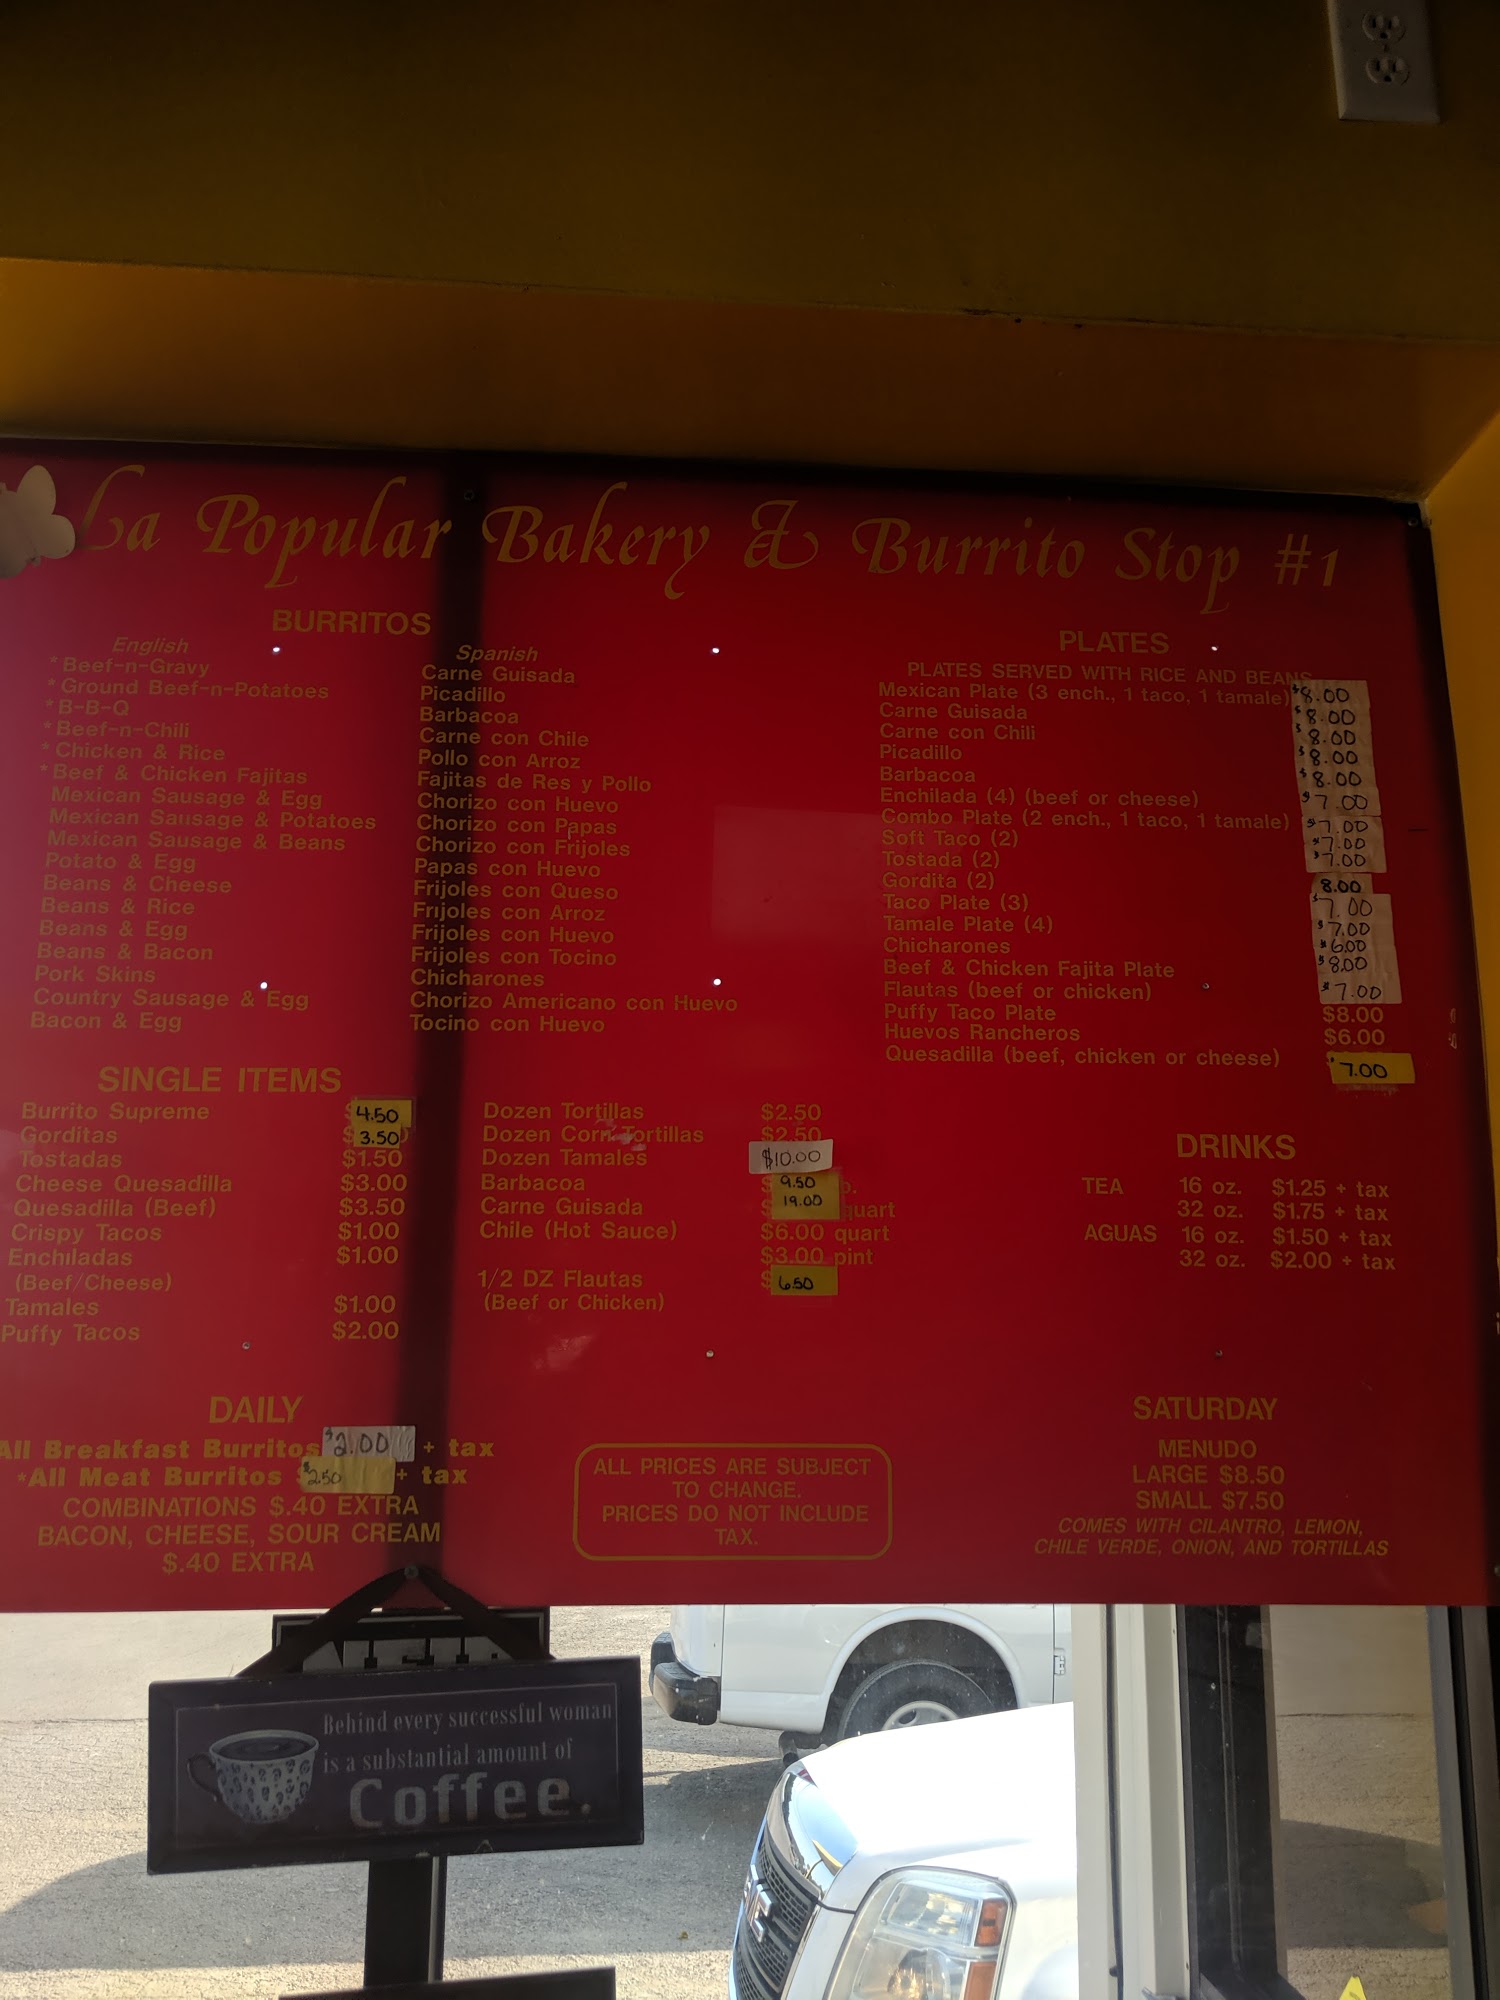 La Popular Bakery & Burrito Stop #1
BURRITOS
English
*Beef-n-Gravy
*Ground Beef-n-Potatoes
*B-B-Q
*Beef-n-Chili
*Chicken & Rice
*Beef & Chicken Fajitas
Mexican Sausage & Egg
Mexican Sausage & Potatoes
Mexican Sausage & Beans
Potato & Egg
Beans & Cheese
Beans & Rice
Beans & Egg
Beans & Bacon
Pork Skins
Country Sausage & Egg
Bacon & Egg
Spanish
Carne Guisada
Picadillo
Barbacoa
Carne con Chile
Pollo con Arroz
Fajitas de Res y Pollo
Chorizo con Huevo
Chorizo con Papas
Chorizo con Frijoles
Papas con Huevo
Frijoles con Queso
Frijoles con Arroz
Frijoles con Huevo
Frijoles con Tocino
Chicharones
Chorizo Americano con Huevo
Tocino con Huevo
PLATES
PLATES SERVED WITH RICE AND BEANS
Mexican Plate (3 ench., 1 taco, 1 tamale) $8.00
Carne Guisada $8.00
Carne con Chili $8.00
Picadillo $8.00
Barbacoa $8.00
Enchilada (4) (beef or cheese) $7.00
Combo Plate (2 ench., 1 taco, 1 tamale) $7.00
Soft Taco (2) $7.00
Tostada (2) $7.00
Gordita (2) 8.00
Taco Plate (3) $7.00
Tamale Plate (4) $7.00
Chicharones $6.00
Beef & Chicken Fajita Plate $8.00
Flautas (beef or chicken) $7.00
Puffy Taco Plate $8.00
Huevos Rancheros $6.00
Quesadilla (beef, chicken or cheese) $7.00
SINGLE ITEMS
Burrito Supreme $4.50
Gorditas $3.50
Tostadas $1.50
Cheese Quesadilla $3.00
Quesadilla (Beef) $3.50
Crispy Tacos $1.00
Enchiladas $1.00
(Beef/Cheese)
Tamales $1.00
Puffy Tacos $2.00
Dozen Tortillas $2.50
Dozen Corn Tortillas $2.50
Dozen Tamales $10.00
Barbacoa 9.50
Carne Guisada 19.00 quart
Chile (Hot Sauce) $6.00 quart
$3.00 pint
1/2 DZ Flautas $6.50
(Beef or Chicken)
DRINKS
TEA 16 oz. $1.25 + tax
32 oz. $1.75 + tax
AGUAS 16 oz. $1.50 + tax
32 oz. $2.00 + tax
DAILY
All Breakfast Burritos $2.00 + tax
*All Meat Burritos $2.50 + tax
COMBINATIONS $.40 EXTRA
BACON, CHEESE, SOUR CREAM
$.40 EXTRA
ALL PRICES ARE SUBJECT
TO CHANGE.
PRICES DO NOT INCLUDE
TAX.
SATURDAY
MENUDO
LARGE $8.50
SMALL $7.50
COMES WITH CILANTRO, LEMON,
CHILE VERDE, ONION, AND TORTILLAS
Behind every successful woman
is a substantial amount of
Coffee.
GMC